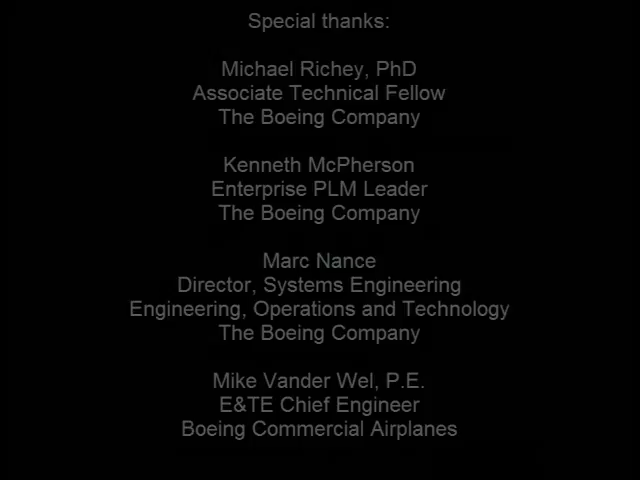 Special thanks:
Michael Richey, PhD
Associate Technical Fellow
The Boeing Company
Kenneth McPherson
Enterprise PLM Leader
The Boeing Company
Marc Nance
Director, Systems Engineering
Engineering, Operations and Technology
The Boeing Company
Mike Vander Wel, P.E.
E&TE Chief Engineer
Boeing Commercial Airplanes